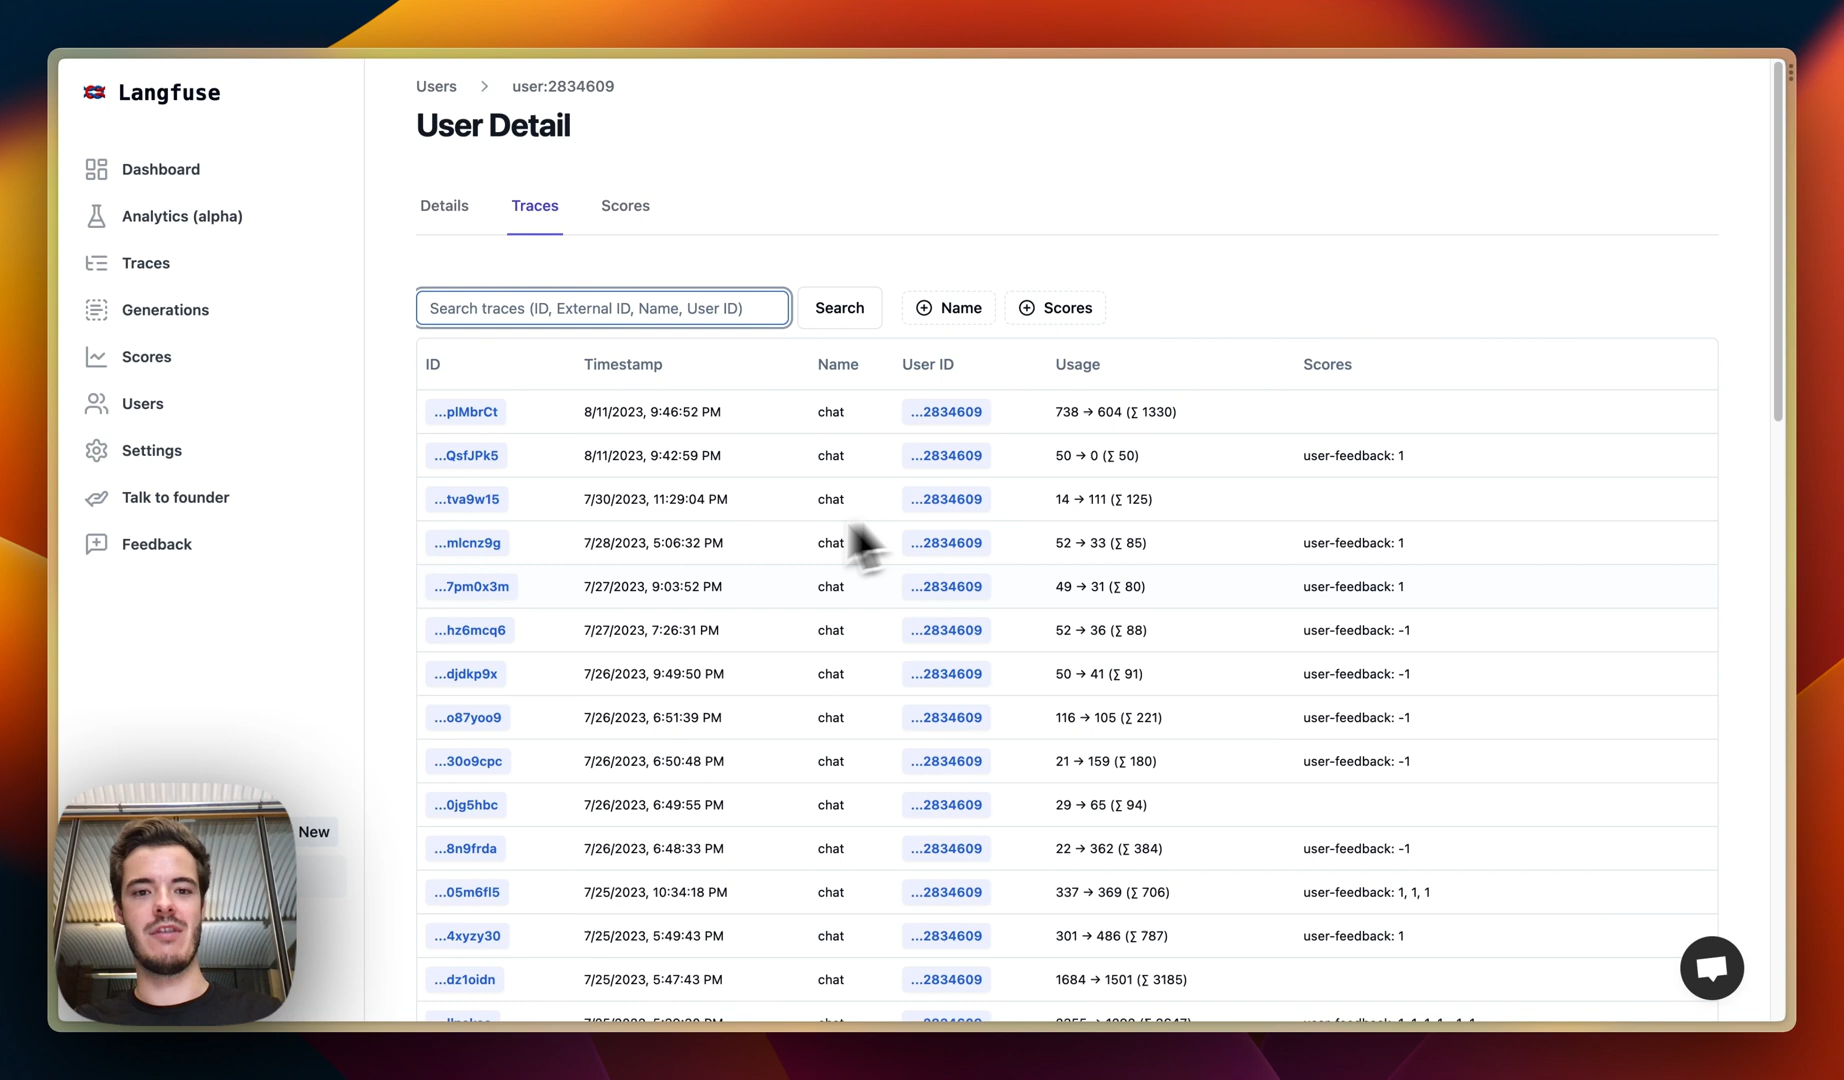 Langfuse
Dashboard
Analytics (alpha)
Traces
Generations
Scores
Users
Settings
Talk to founder
Feedback
New
Users > user:2834609
User Detail
Details Traces Scores
Search traces (ID, External ID, Name, User ID) Search Name Scores
ID Timestamp Name User ID Usage Scores
...plMbrCt 8/11/2023, 9:46:52 PM chat ...2834609 738 → 604 (∑ 1330)
...QsfJPk5 8/11/2023, 9:42:59 PM chat ...2834609 50 → 0 (∑ 50) user-feedback: 1
...tva9w15 7/30/2023, 11:29:04 PM chat ...2834609 14 → 111 (∑ 125)
...mlcnz9g 7/28/2023, 5:06:32 PM chat ...2834609 52 → 33 (∑ 85) user-feedback: 1
...7pm0x3m 7/27/2023, 9:03:52 PM chat ...2834609 49 → 31 (∑ 80) user-feedback: 1
...hz6mcq6 7/27/2023, 7:26:31 PM chat ...2834609 52 → 36 (∑ 88) user-feedback: -1
...djdkp9x 7/26/2023, 9:49:50 PM chat ...2834609 50 → 41 (∑ 91) user-feedback: -1
...o87yoo9 7/26/2023, 6:51:39 PM chat ...2834609 116 → 105 (∑ 221) user-feedback: -1
...30o9cpc 7/26/2023, 6:50:48 PM chat ...2834609 21 → 159 (∑ 180) user-feedback: -1
...0jg5hbc 7/26/2023, 6:49:55 PM chat ...2834609 29 → 65 (∑ 94)
...8n9frda 7/26/2023, 6:48:33 PM chat ...2834609 22 → 362 (∑ 384) user-feedback: -1
...05m6fl5 7/25/2023, 10:34:18 PM chat ...2834609 337 → 369 (∑ 706) user-feedback: 1, 1, 1
...4xyzy30 7/25/2023, 5:49:43 PM chat ...2834609 301 → 486 (∑ 787) user-feedback: 1
...dz1oidn 7/25/2023, 5:47:43 PM chat ...2834609 1684 → 1501 (∑ 3185)